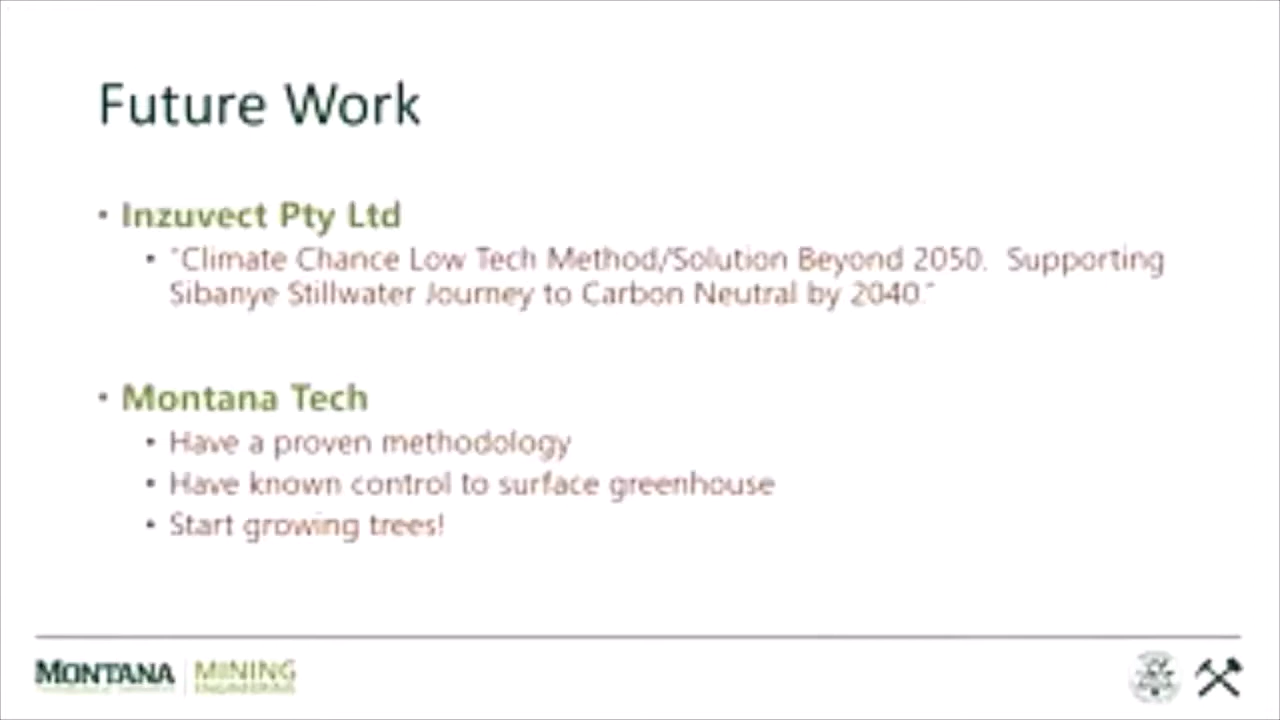 Future Work
• Inzuvect Pty Ltd
• "Climate Chance Low Tech Method/Solution Beyond 2050. Supporting
Sibanye Stillwater Journey to Carbon Neutral by 2040."
• Montana Tech
• Have a proven methodology
• Have known control to surface greenhouse
• Start growing trees!
MONTANA
MINING
ENGINEERING